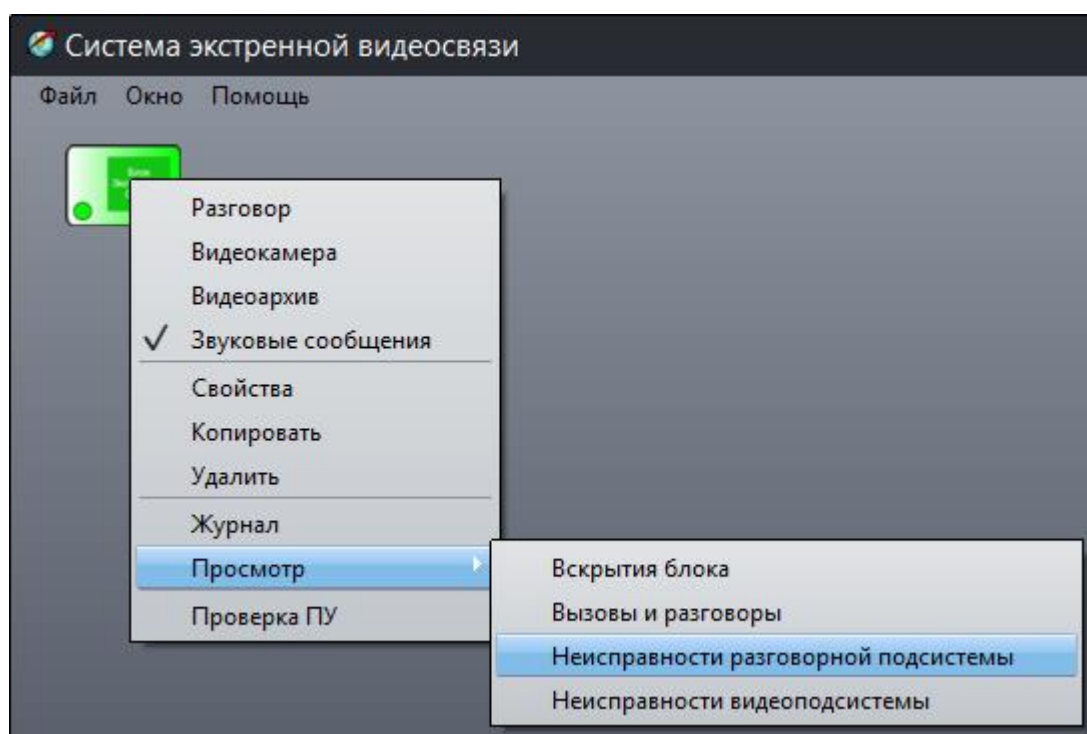 Система экстренной видеосвязи
Файл Окно Помощь
Разговор
Видеокамера
Видеоархив
Звуковые сообщения
Свойства
Копировать
Удалить
Журнал
Просмотр
Проверка ПУ
Вскрытия блока
Вызовы и разговоры
Неисправности разговорной подсистемы
Неисправности видеоподсистемы